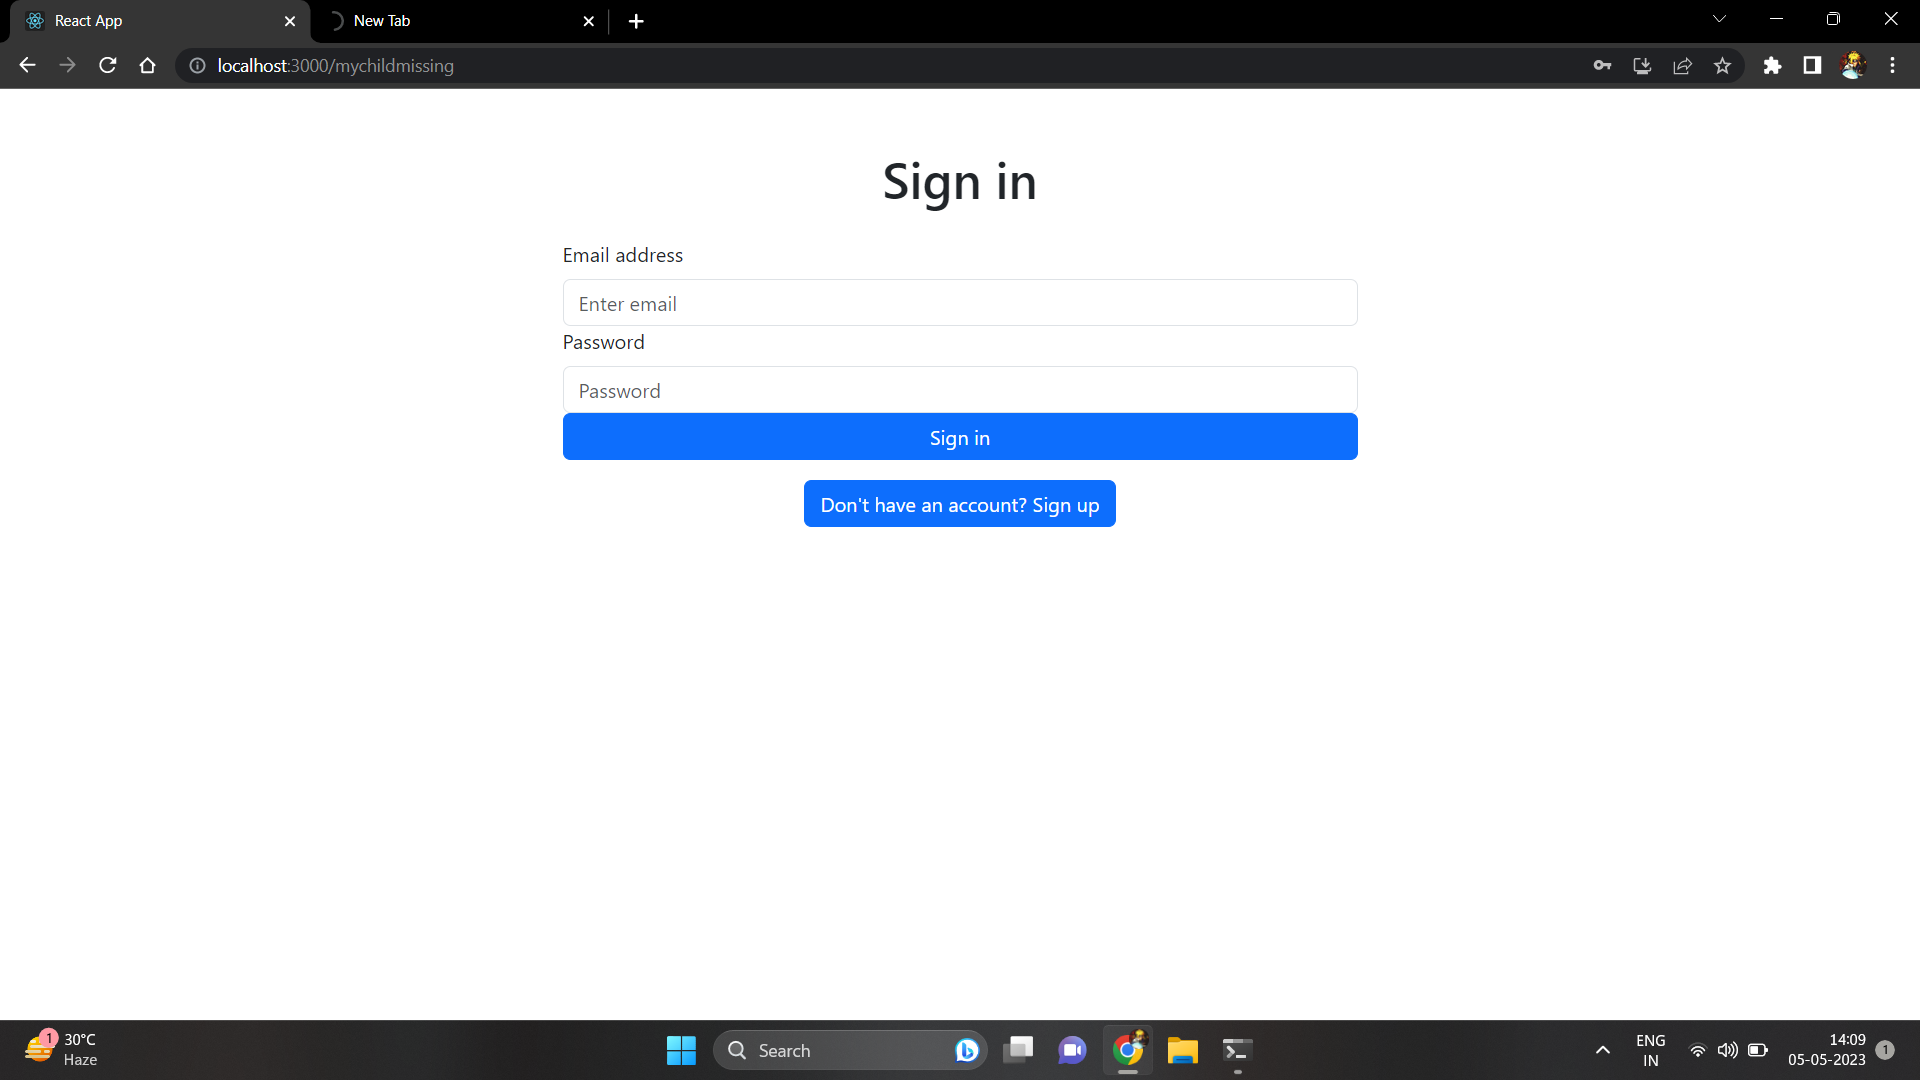 React App
New Tab
localhost:3000/mychildmissing
Sign in
Email address
Enter email
Password
Password
Sign in
Don't have an account? Sign up
1
30°C
Haze
Search
ENG
IN
14:09
05-05-2023
1